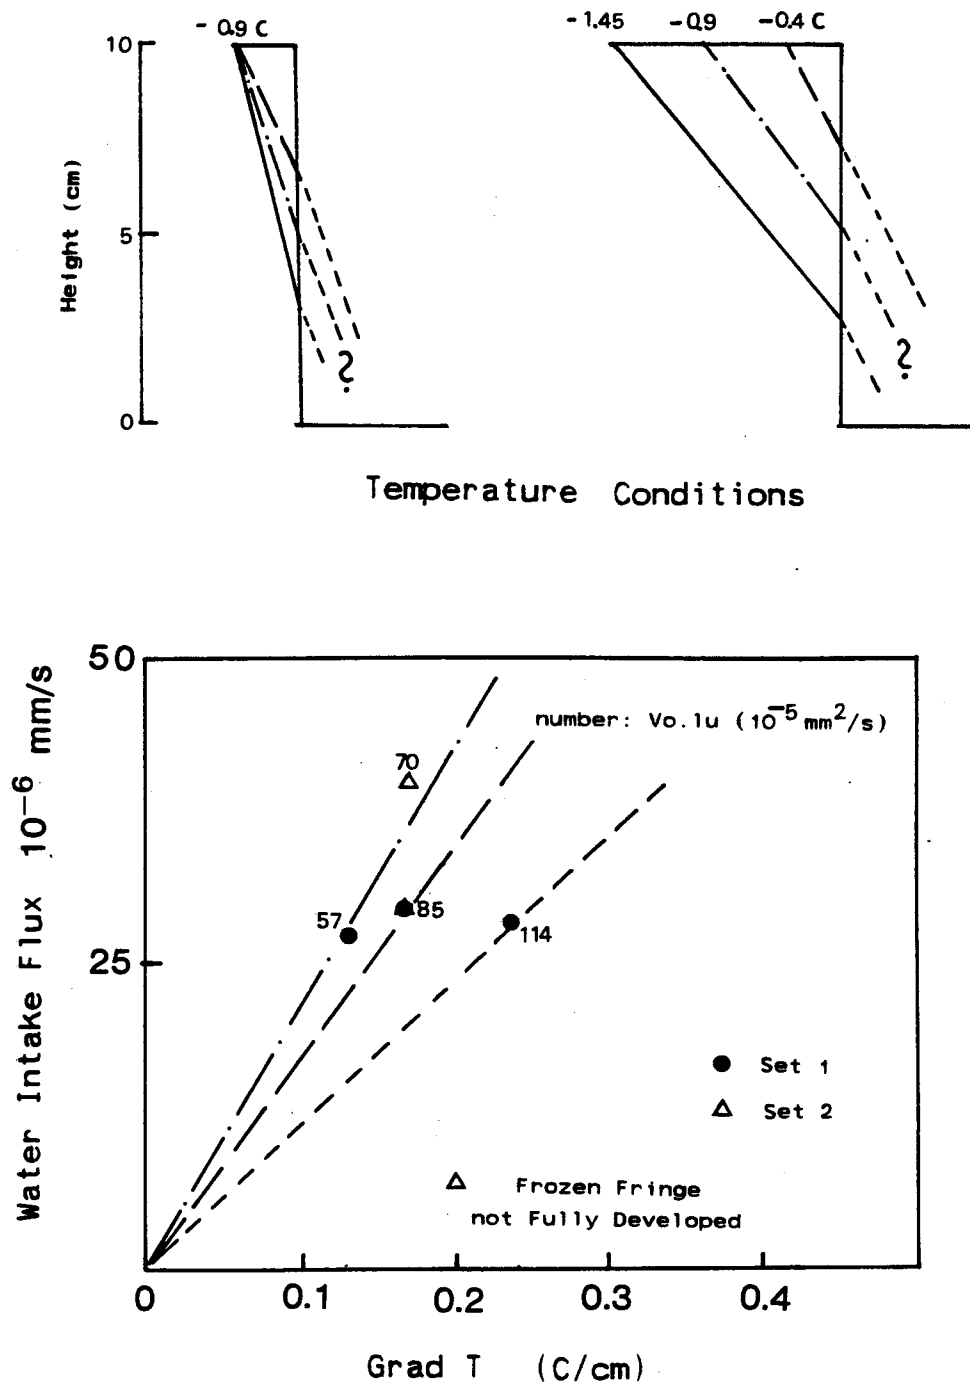 - 0.9 C
- 1.45 -0.9 -0.4 C
10
5
0
Height (cm)
?
?
Temperature Conditions
50
25
Water Intake Flux 10⁻⁶ mm/s
number: Vo.lu (10⁻⁵ mm²/s)
70
57
85
114
Set 1
Set 2
Frozen Fringe
not Fully Developed
0 0.1 0.2 0.3 0.4
Grad T (C/cm)